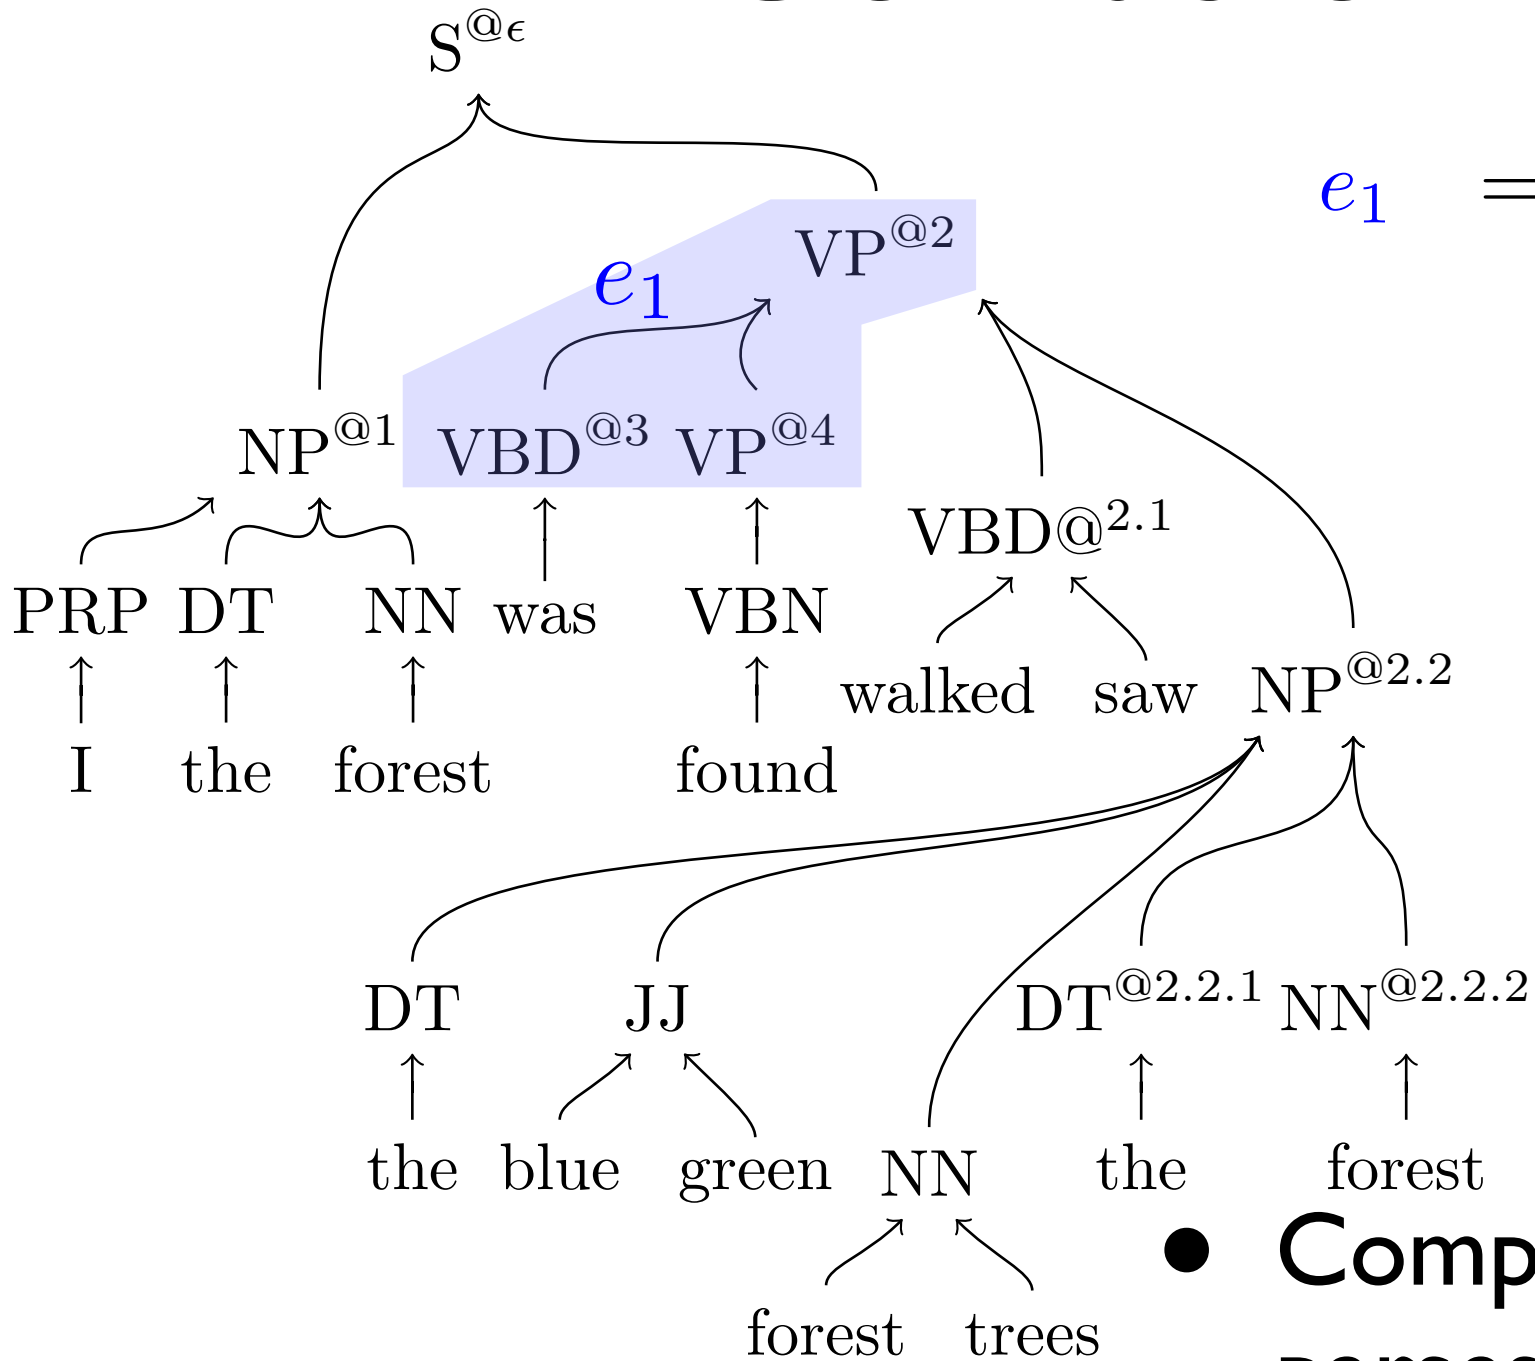 S@ϵ
e1 =
VP@2
e1
NP@1 VBD@3 VP@4
VBD@2.1
PRP DT NN was VBN
walked saw NP@2.2
I the forest found
DT JJ DT@2.2.1 NN@2.2.2
the blue green NN the forest
• Comp
forest trees